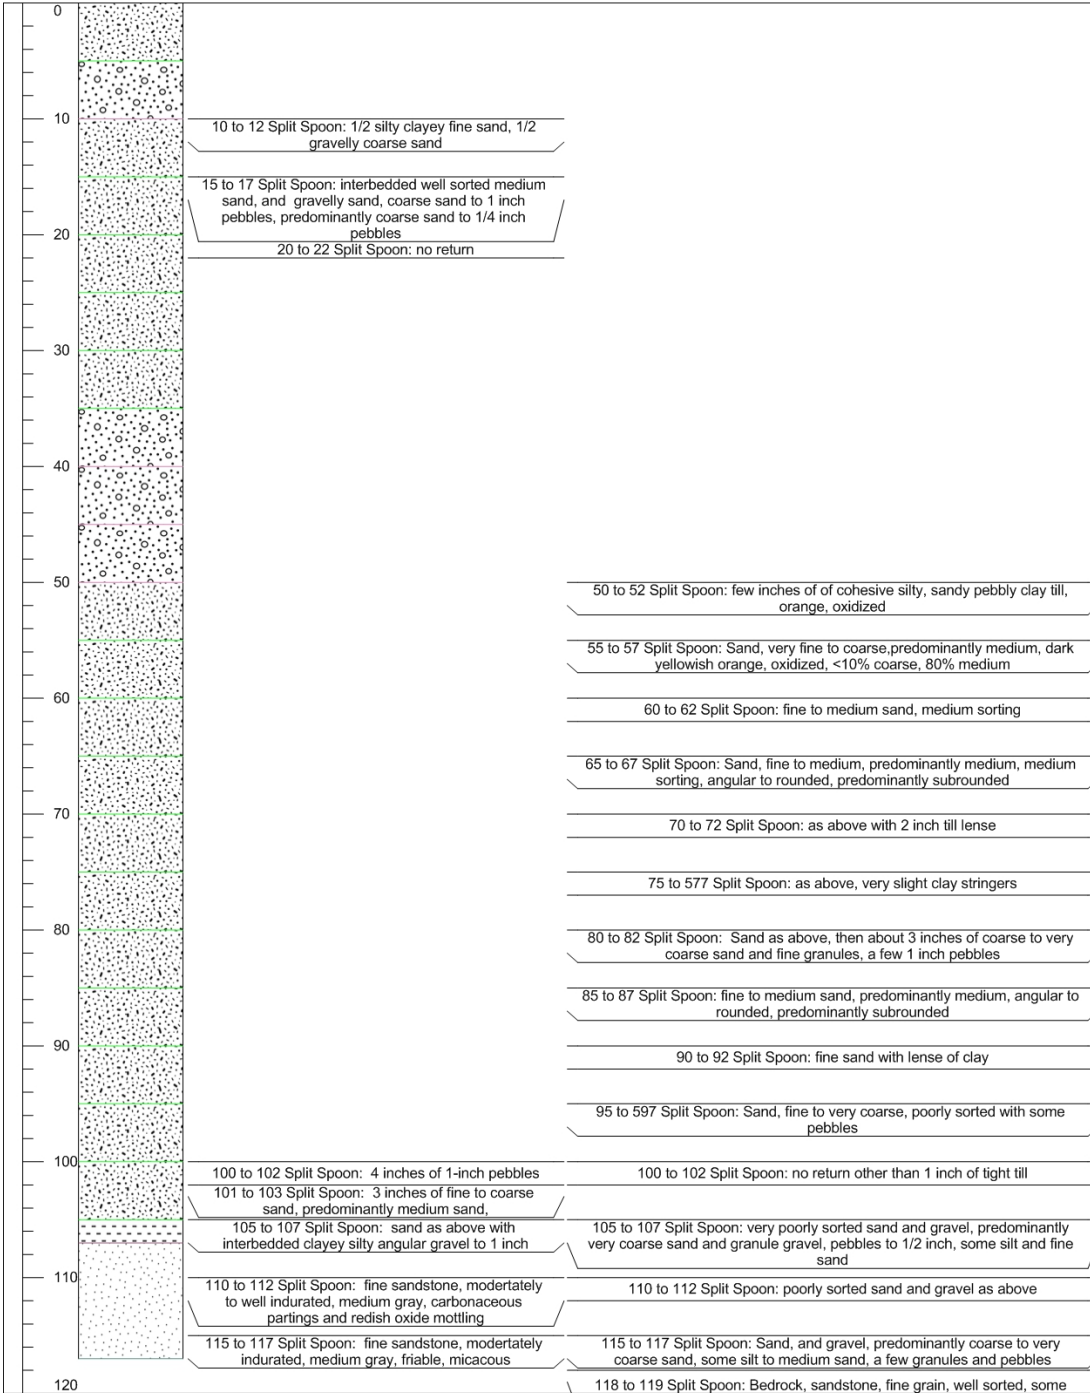 0
10
10 to 12 Split Spoon: 1/2 silty clayey fine sand, 1/2
gravelly coarse sand
15 to 17 Split Spoon: interbedded well sorted medium
sand, and  gravelly sand, coarse sand to 1 inch
pebbles, predominantly coarse sand to 1/4 inch
pebbles
20
20 to 22 Split Spoon: no return
30
40
50
50 to 52 Split Spoon: few inches of of cohesive silty, sandy pebbly clay till,
orange, oxidized
55 to 57 Split Spoon: Sand, very fine to coarse,predominantly medium, dark
yellowish orange, oxidized, <10% coarse, 80% medium
60
60 to 62 Split Spoon: fine to medium sand, medium sorting
65 to 67 Split Spoon: Sand, fine to medium, predominantly medium, medium
sorting, angular to rounded, predominantly subrounded
70
70 to 72 Split Spoon: as above with 2 inch till lense
75 to 577 Split Spoon: as above, very slight clay stringers
80
80 to 82 Split Spoon:  Sand as above, then about 3 inches of coarse to very
coarse sand and fine granules, a few 1 inch pebbles
85 to 87 Split Spoon: fine to medium sand, predominantly medium, angular to
rounded, predominantly subrounded
90
90 to 92 Split Spoon: fine sand with lense of clay
95 to 597 Split Spoon: Sand, fine to very coarse, poorly sorted with some
pebbles
100
100 to 102 Split Spoon:  4 inches of 1-inch pebbles
100 to 102 Split Spoon: no return other than 1 inch of tight till
101 to 103 Split Spoon:  3 inches of fine to coarse
sand, predominantly medium sand,
105 to 107 Split Spoon:  sand as above with
interbedded clayey silty angular gravel to 1 inch
105 to 107 Split Spoon: very poorly sorted sand and gravel, predominantly
very coarse sand and granule gravel, pebbles to 1/2 inch, some silt and fine
sand
110
110 to 112 Split Spoon:  fine sandstone, modertately
to well indurated, medium gray, carbonaceous
partings and redish oxide mottling
110 to 112 Split Spoon: poorly sorted sand and gravel as above
115 to 117 Split Spoon:  fine sandstone, modertately
indurated, medium gray, friable, micacous
115 to 117 Split Spoon: Sand, and gravel, predominantly coarse to very
coarse sand, some silt to medium sand, a few granules and pebbles
120
118 to 119 Split Spoon: Bedrock, sandstone, fine grain, well sorted, some